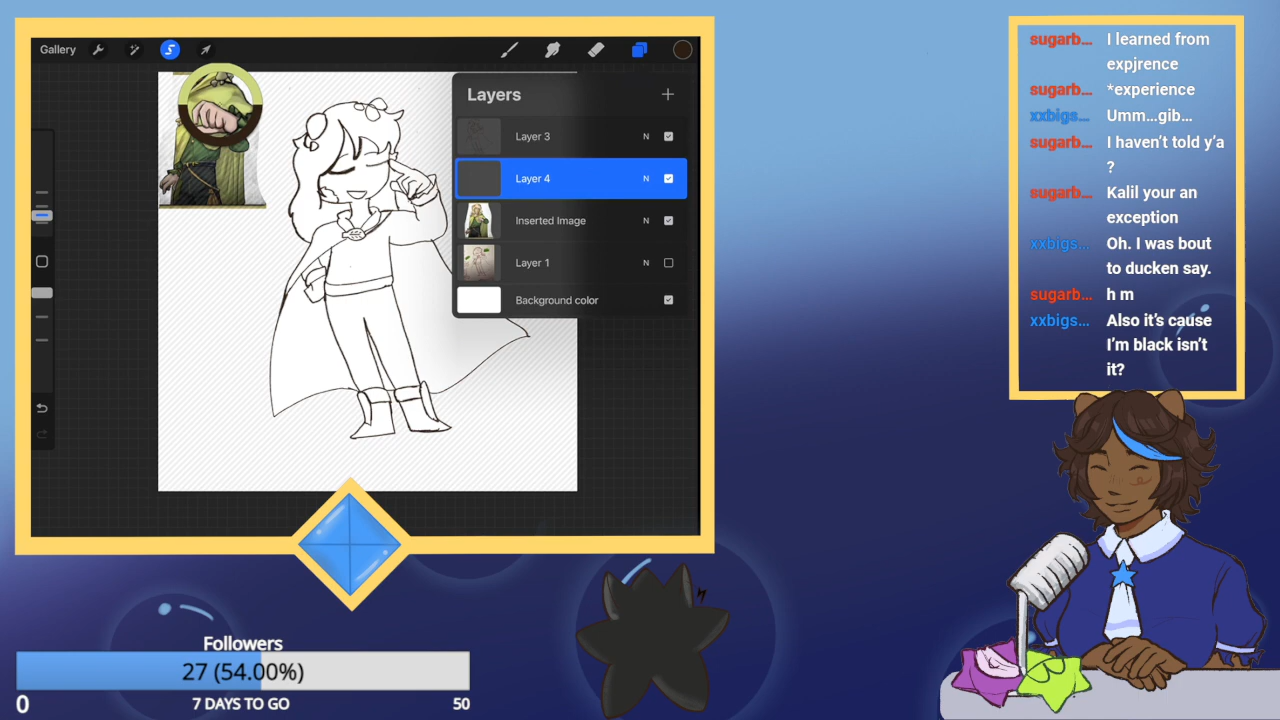 Gallery
Layers
Layer 3 N
Layer 4 N
Inserted Image N
Layer 1 N
Background color
sugarb... I learned from
expjrence
sugarb... *experience
xxbigs... Umm...gib...
sugarb... I haven't told y'a
?
sugarb... Kalil your an
exception
xxbigs... Oh. I was bout
to ducken say.
sugarb... h m
xxbigs... Also it's cause
I'm black isn't
it?
Followers
27 (54.00%)
0 7 DAYS TO GO 50